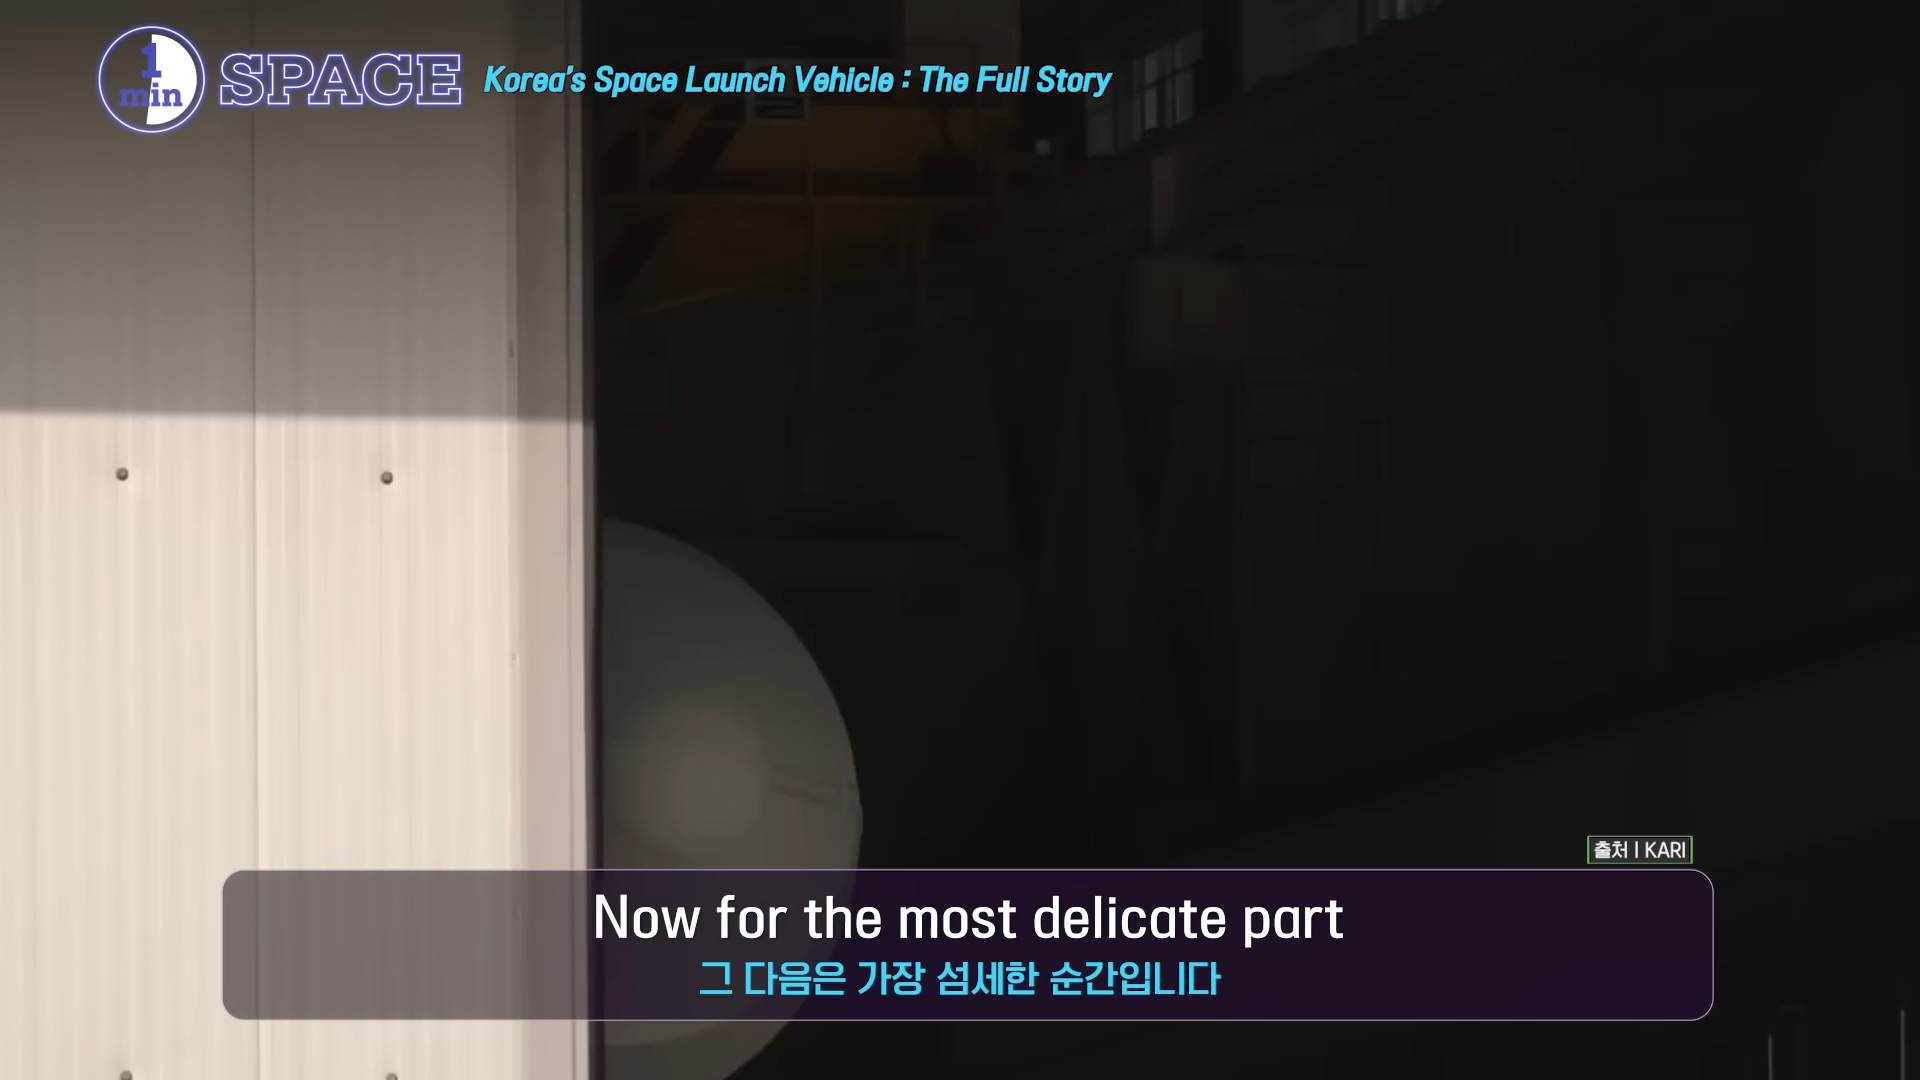 1
min
SPACE
Korea's Space Launch Vehicle : The Full Story
출처 | KARI
Now for the most delicate part
그 다음은 가장 섬세한 순간입니다